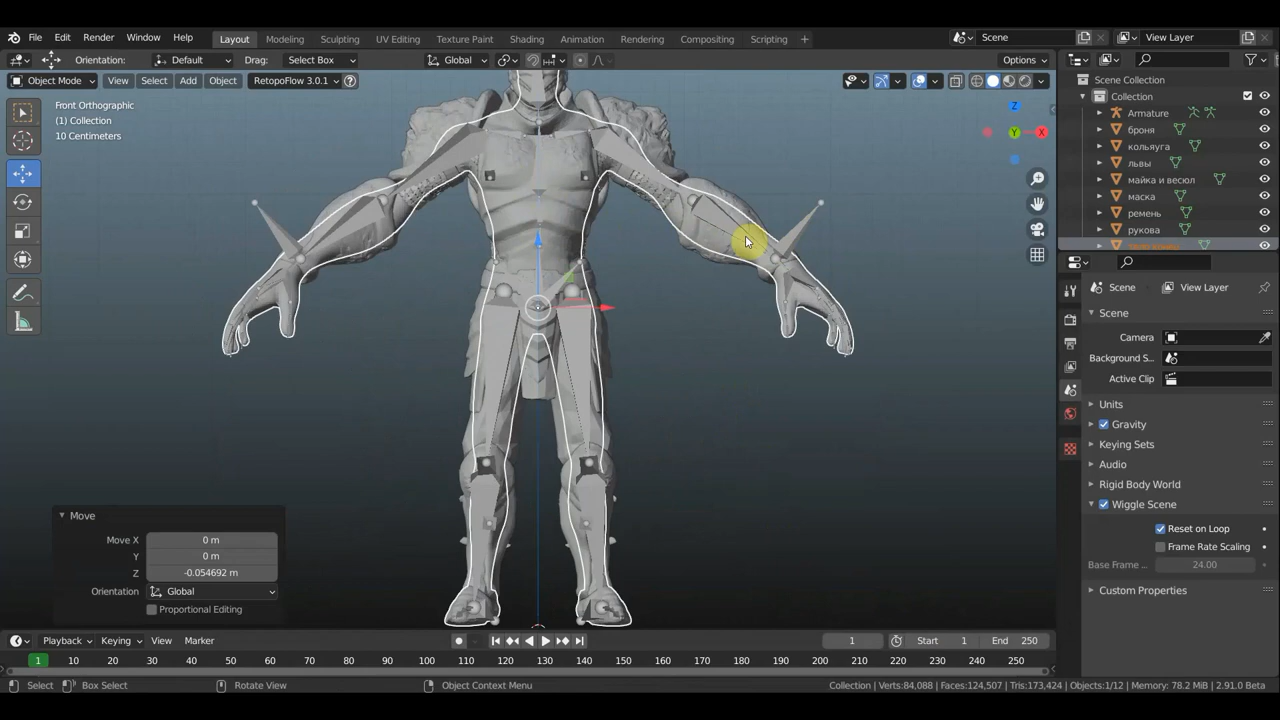 File Edit Render Window Help
Layout Modeling Sculpting UV Editing Texture Paint Shading Animation Rendering Compositing Scripting +
Scene
View Layer
Orientation: Default Drag: Select Box Global Options
Object Mode View Select Add Object RetopoFlow 3.0.1
Front Orthographic
(1) Collection
10 Centimeters
Z
Y
X
Scene Collection
Collection
Armature
броня
кольяуга
львы
майка и весюл
маска
ремень
рукова
Scene View Layer
Scene
Camera
Background S...
Active Clip
Units
Gravity
Keying Sets
Audio
Rigid Body World
Wiggle Scene
Reset on Loop
Frame Rate Scaling
Base Frame ... 24.00
Custom Properties
Move
Move X 0 m
Y 0 m
Z -0.054692 m
Orientation Global
Proportional Editing
Playback Keying View Marker 1 Start 1 End 250
1 10 20 30 40 50 60 70 80 90 100 110 120 130 140 150 160 170 180 190 200 210 220 230 240 250
Select Box Select Rotate View Object Context Menu Collection | Verts:84,088 | Faces:124,507 | Tris:173,424 | Objects:1/12 | Memory: 78.2 MiB | 2.91.0 Beta